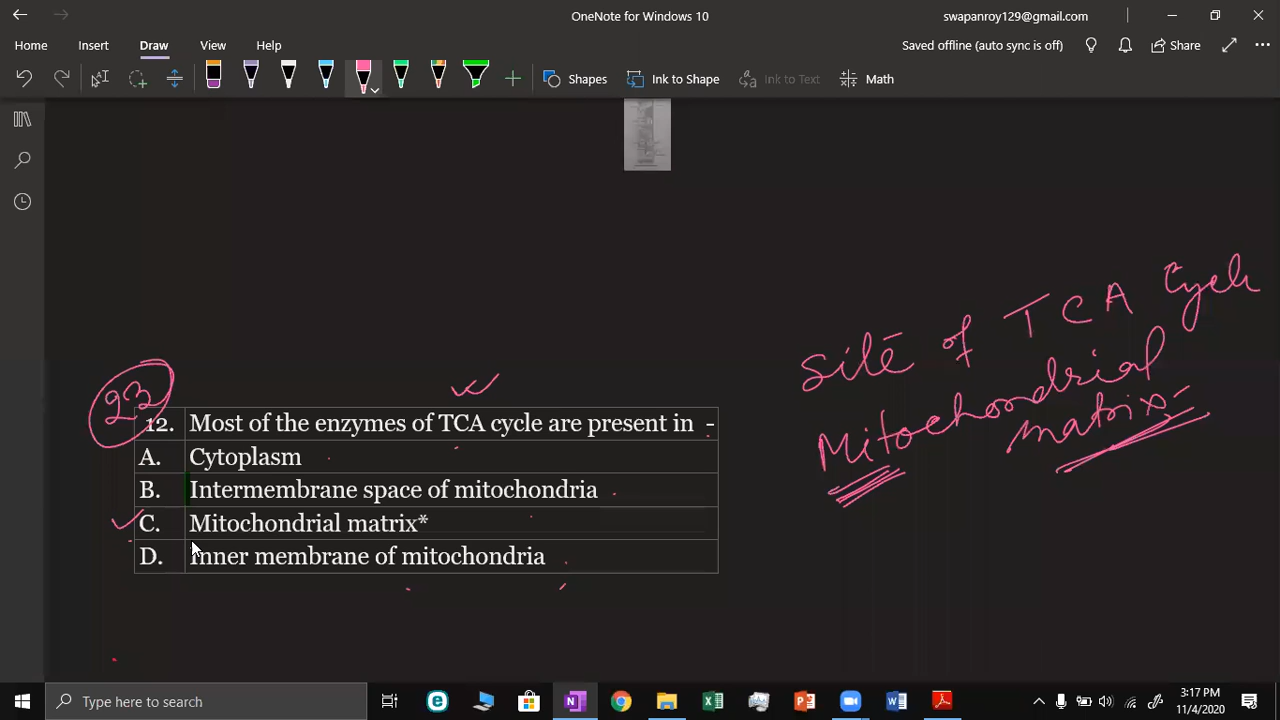 OneNote for Windows 10
swapanroy129@gmail.com
Home Insert Draw View Help
Saved offline (auto sync is off)
Share
Shapes
Ink to Shape
Ink to Text
Math
Site of TCA Cycle
Mitochondrial
matrix-
23
12. Most of the enzymes of TCA cycle are present in -
A. Cytoplasm
B. Intermembrane space of mitochondria
C. Mitochondrial matrix*
D. Inner membrane of mitochondria
Type here to search
3:17 PM
11/4/2020